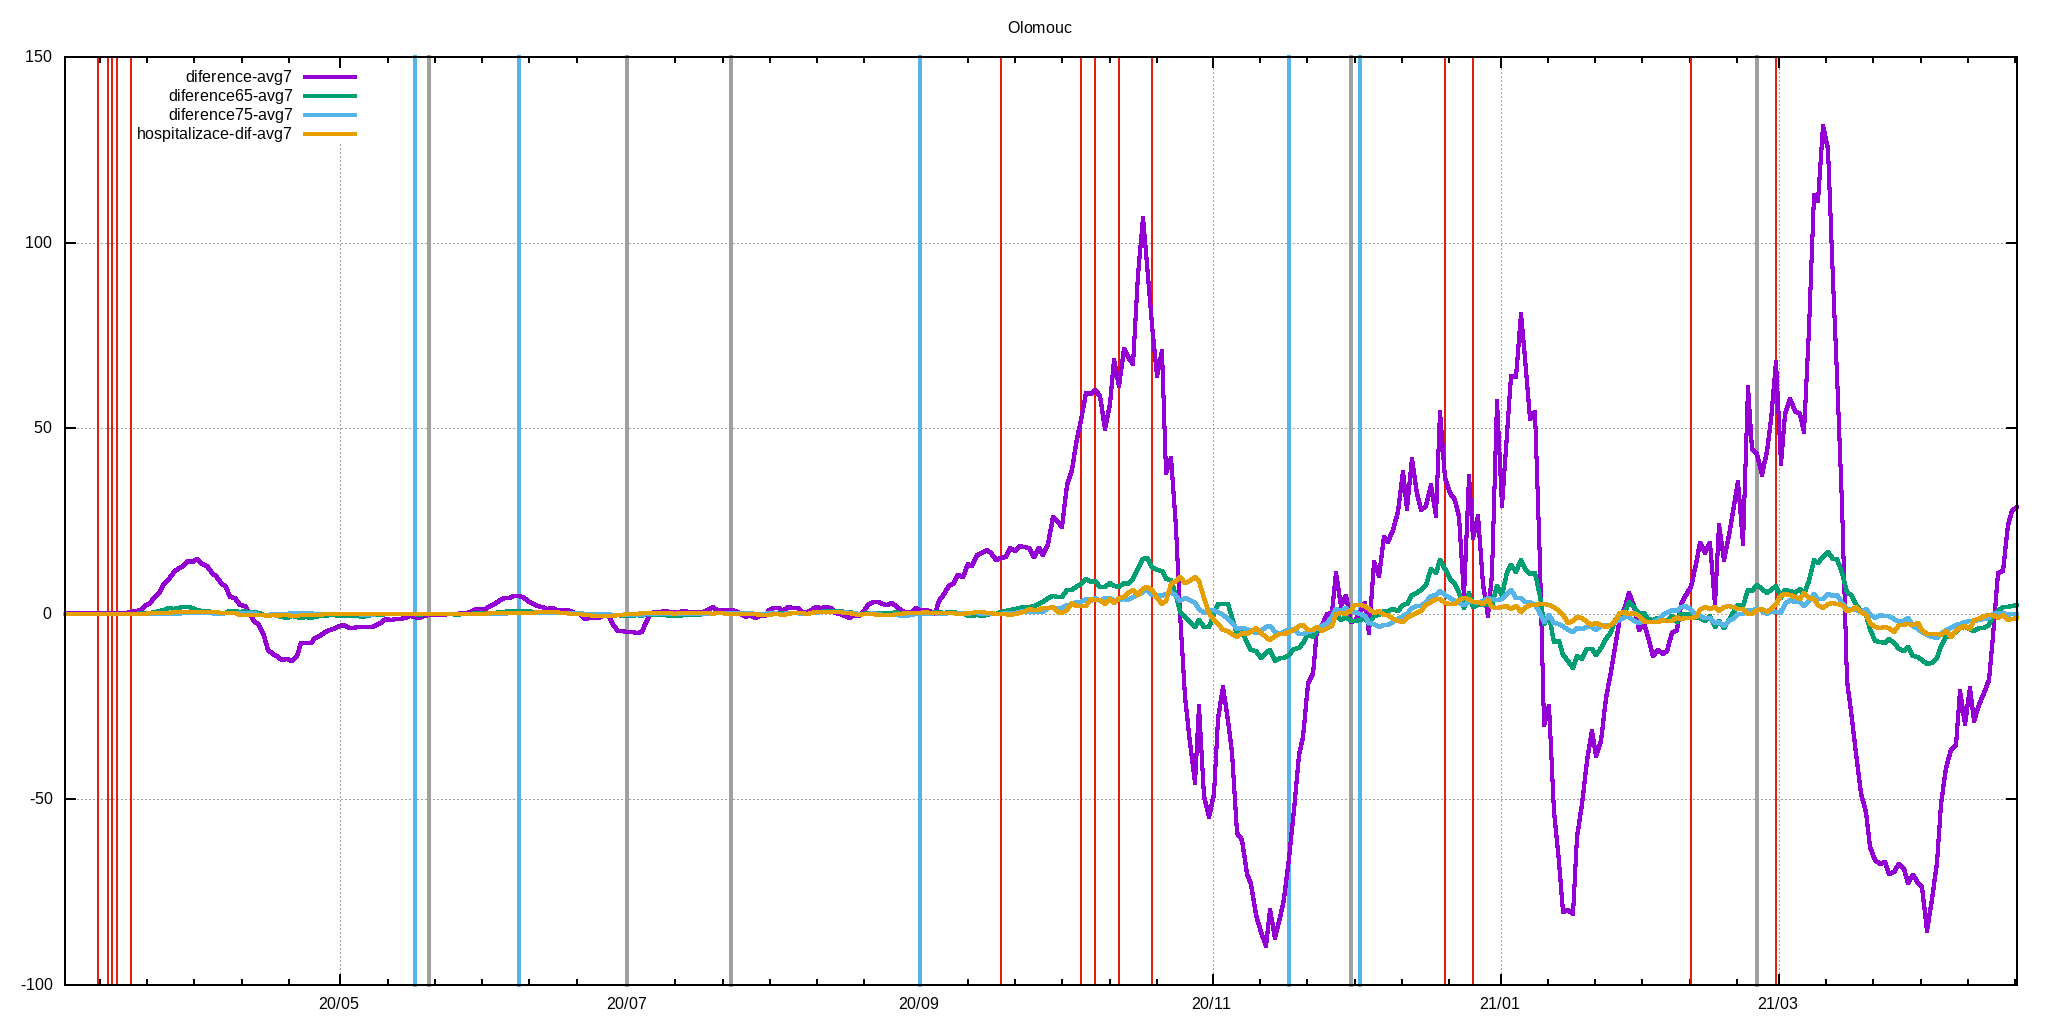 Olomouc
150
100
50
0
-50
-100
diference-avg7
diference65-avg7
diference75-avg7
hospitalizace-dif-avg7
20/05 20/07 20/09 20/11 21/01 21/03